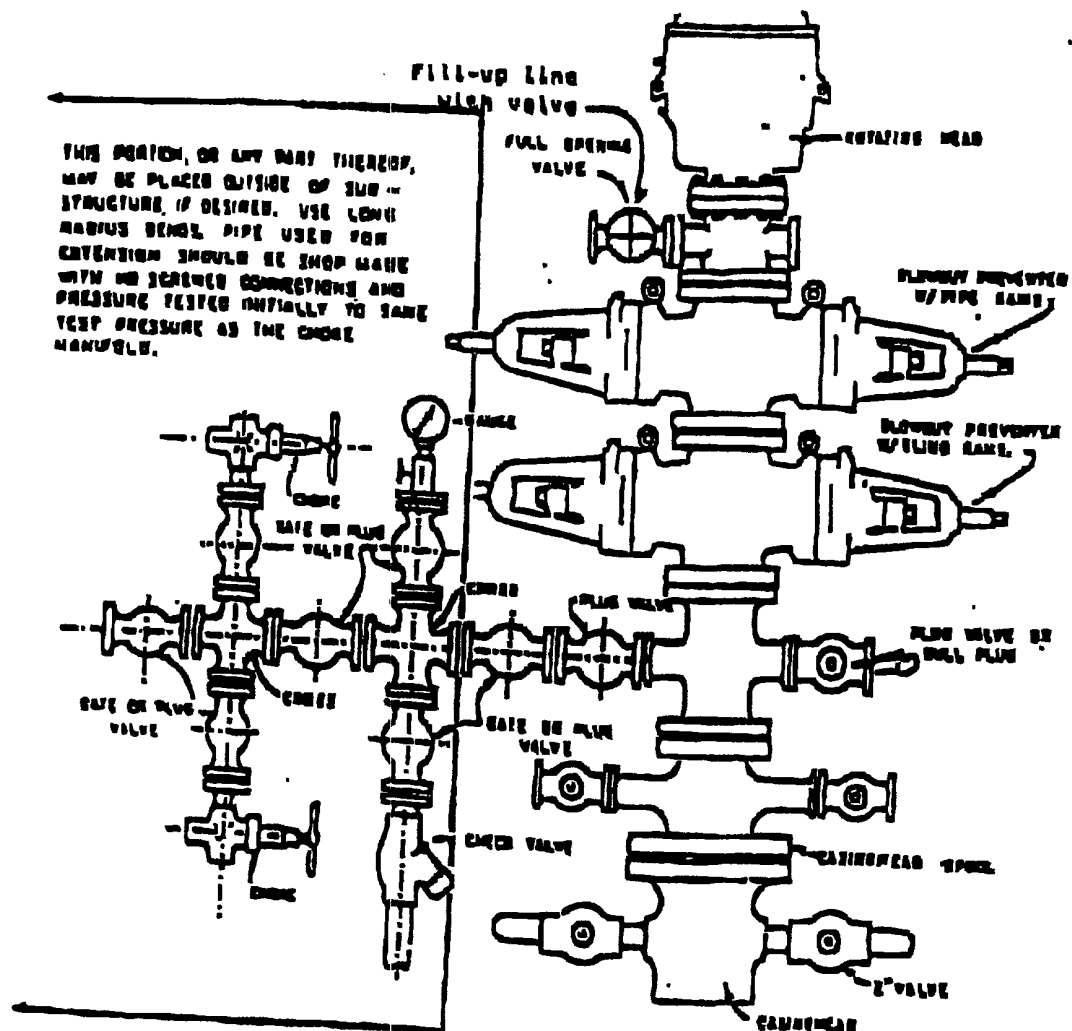 Fill-up line
with valve
FULL OPENING
VALVE
ROTATING HEAD
THIS PORTION, OR ANY PART THEREOF,
MAY BE PLACED OUTSIDE OF SUB-
STRUCTURE, IF DESIRED. USE LONG
RADIUS BENDS. PIPE USED FOR
EXTENSION SHOULD BE SHOP MADE
WITH NO SCREWED CONNECTIONS AND
PRESSURE TESTED INITIALLY TO SAME
TEST PRESSURE AS THE CHOKE
MANIFOLD.
BLOWOUT PREVENTER
W/PIPE RAMS.
GAUGE
BLOWOUT PREVENTER
W/BLIND RAMS.
CHOKE
GATE OR PLUG
VALVE
CROSS
PLUG VALVE
PLUG VALVE OR
BULL PLUG
GATE OR PLUG
VALVE
CROSS
GATE OR PLUG
VALVE
CHECK VALVE
CASINGHEAD SPOOL
CHOKE
2" VALVE
CASINGHEAD